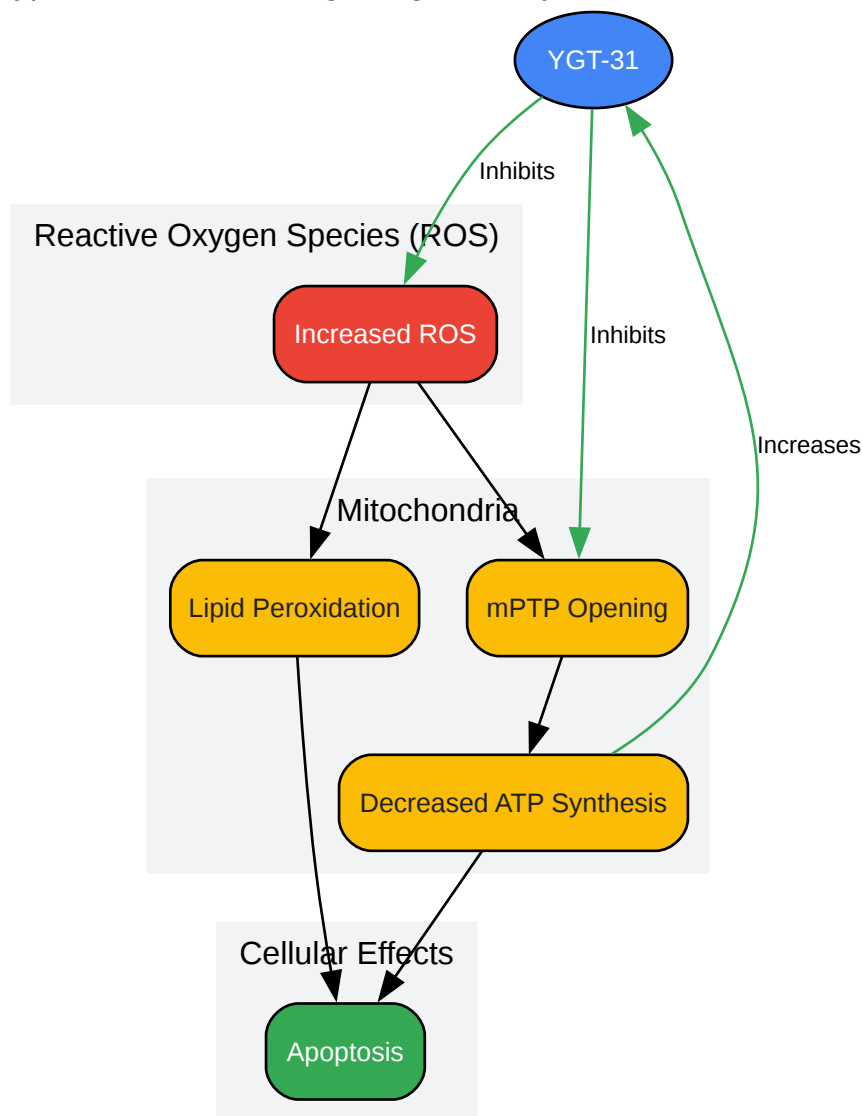 YGT-31
Inhibits
Reactive Oxygen Species (ROS)
Increased ROS
Inhibits
Increases
Mitochondria
Lipid Peroxidation
mPTP Opening
Decreased ATP Synthesis
Cellular Effects
Apoptosis